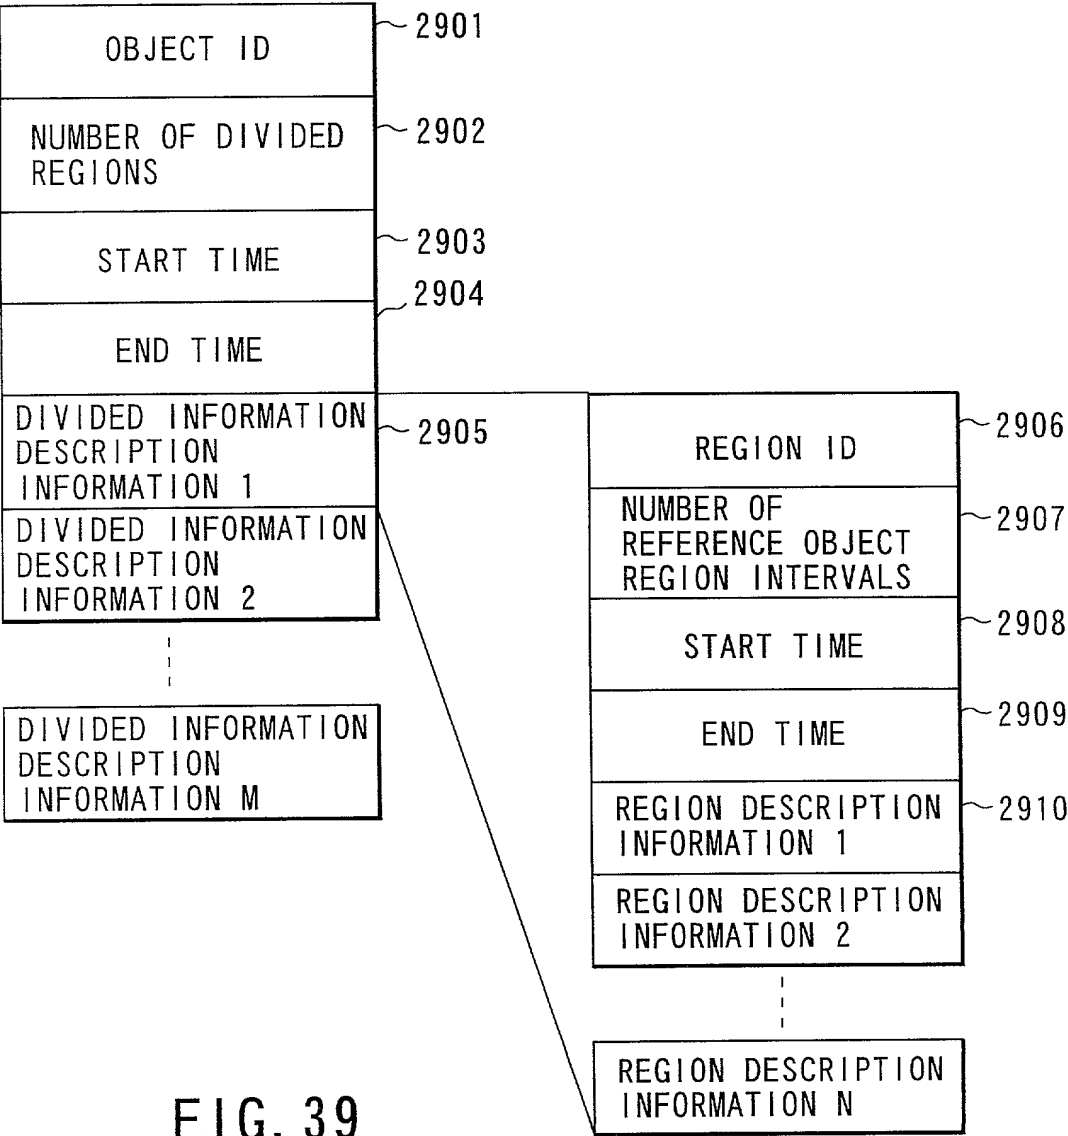 OBJECT ID
2901
NUMBER OF DIVIDED
REGIONS
2902
START TIME
2903
END TIME
2904
DIVIDED INFORMATION
DESCRIPTION
INFORMATION 1
2905
DIVIDED INFORMATION
DESCRIPTION
INFORMATION 2
DIVIDED INFORMATION
DESCRIPTION
INFORMATION M
REGION ID
2906
NUMBER OF
REFERENCE OBJECT
REGION INTERVALS
2907
START TIME
2908
END TIME
2909
REGION DESCRIPTION
INFORMATION 1
2910
REGION DESCRIPTION
INFORMATION 2
REGION DESCRIPTION
INFORMATION N
FIG. 39